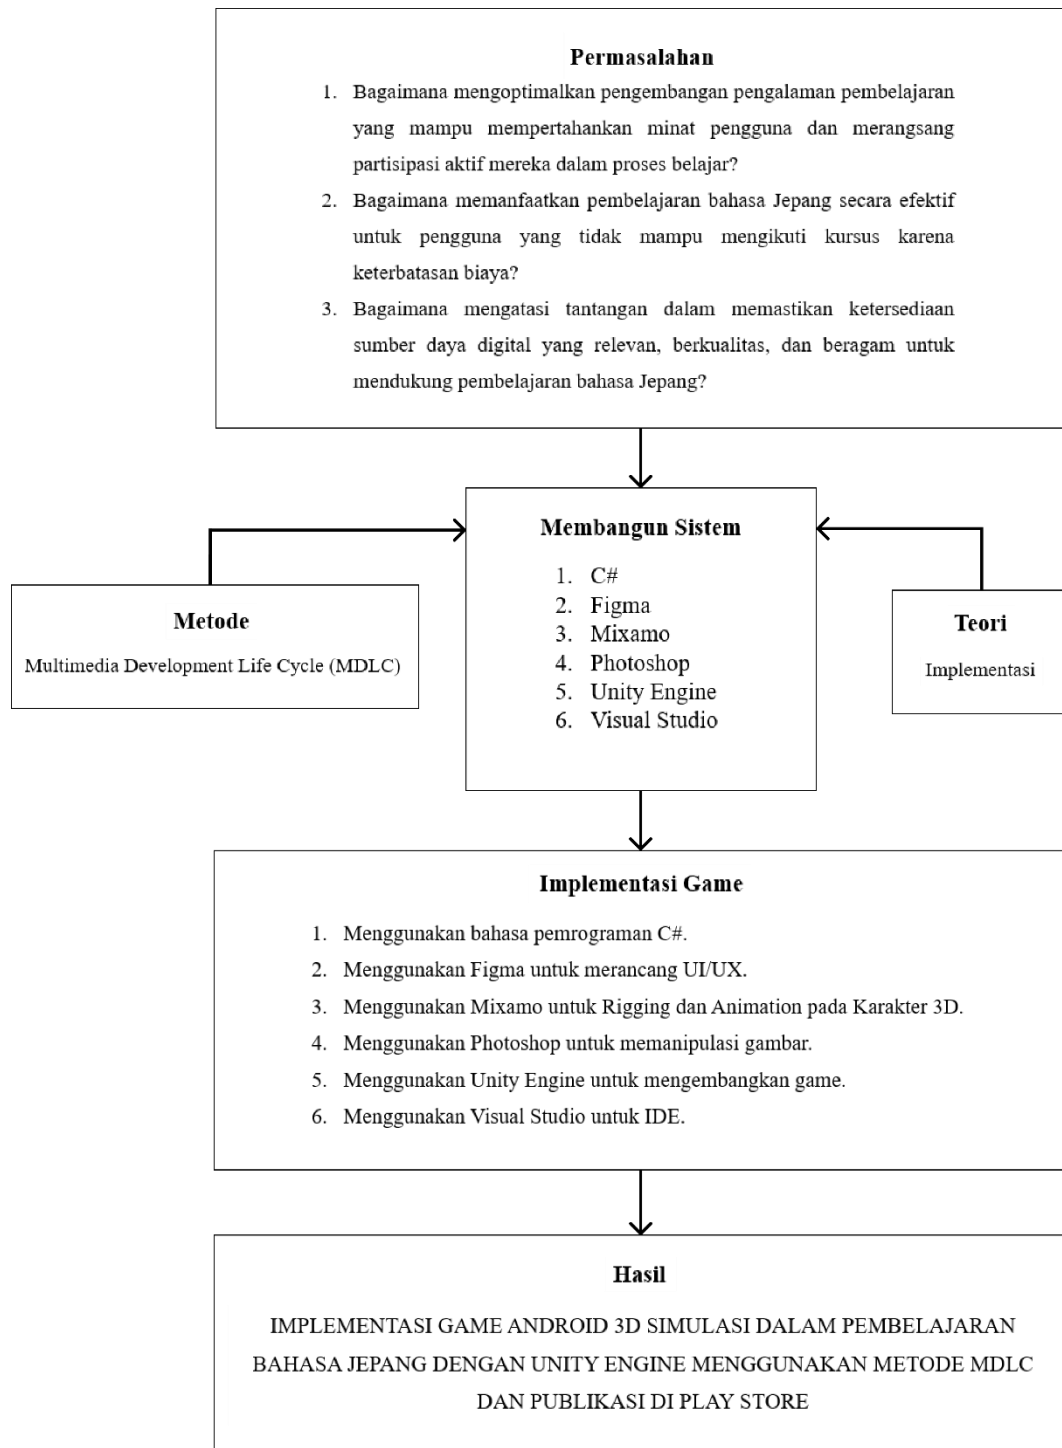 Permasalahan
1. Bagaimana mengoptimalkan pengembangan pengalaman pembelajaran
yang mampu mempertahankan minat pengguna dan merangsang
partisipasi aktif mereka dalam proses belajar?
2. Bagaimana memanfaatkan pembelajaran bahasa Jepang secara efektif
untuk pengguna yang tidak mampu mengikuti kursus karena
keterbatasan biaya?
3. Bagaimana mengatasi tantangan dalam memastikan ketersediaan
sumber daya digital yang relevan, berkualitas, dan beragam untuk
mendukung pembelajaran bahasa Jepang?
Metode
Multimedia Development Life Cycle (MDLC)
Membangun Sistem
1. C#
2. Figma
3. Mixamo
4. Photoshop
5. Unity Engine
6. Visual Studio
Teori
Implementasi
Implementasi Game
1. Menggunakan bahasa pemrograman C#.
2. Menggunakan Figma untuk merancang UI/UX.
3. Menggunakan Mixamo untuk Rigging dan Animation pada Karakter 3D.
4. Menggunakan Photoshop untuk memanipulasi gambar.
5. Menggunakan Unity Engine untuk mengembangkan game.
6. Menggunakan Visual Studio untuk IDE.
Hasil
IMPLEMENTASI GAME ANDROID 3D SIMULASI DALAM PEMBELAJARAN
BAHASA JEPANG DENGAN UNITY ENGINE MENGGUNAKAN METODE MDLC
DAN PUBLIKASI DI PLAY STORE